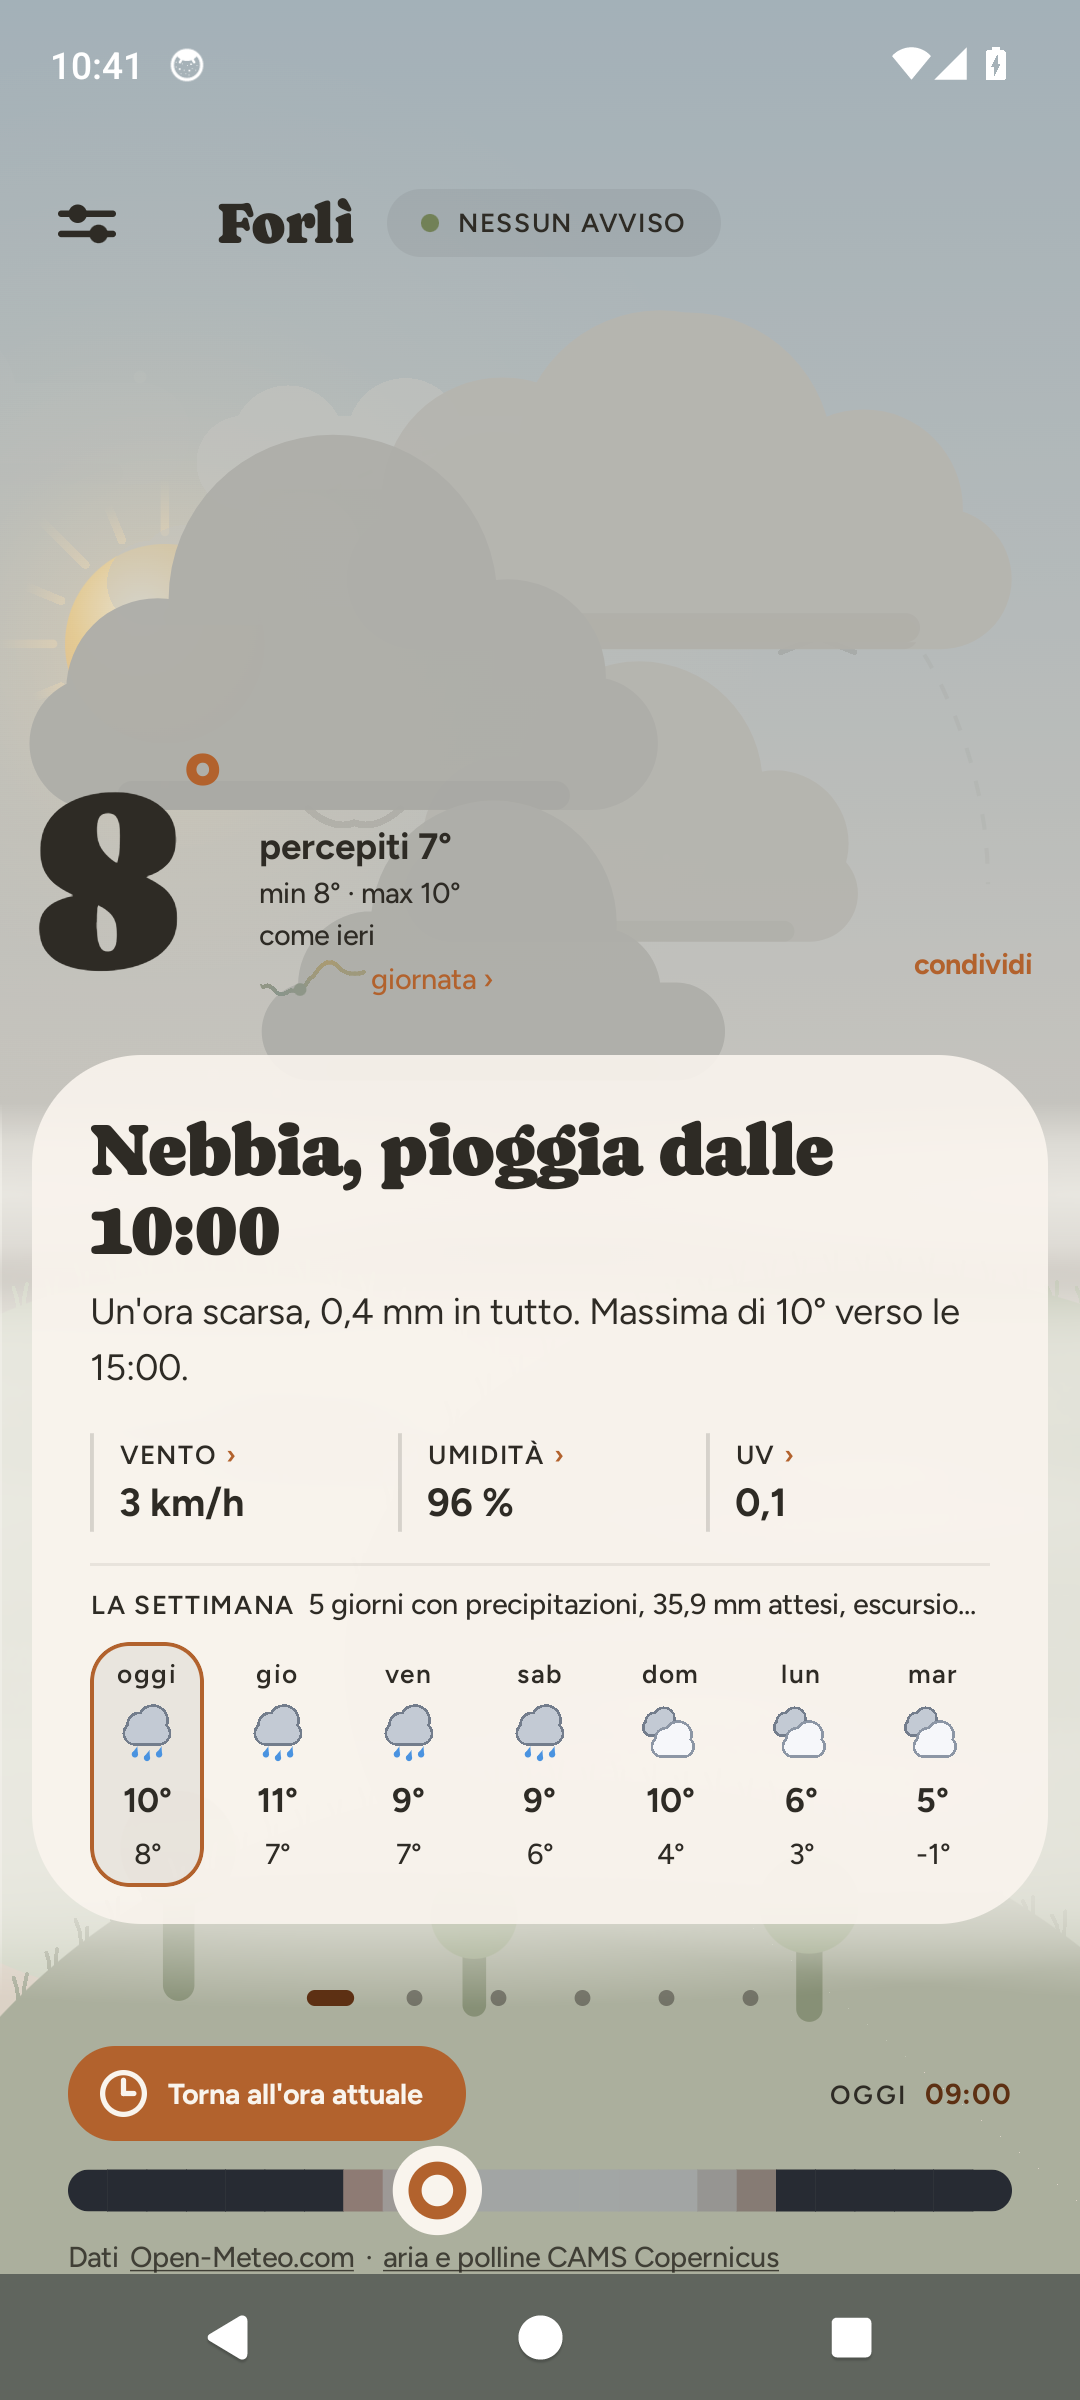 10:41
Forlì
NESSUN AVVISO
8
percepiti 7°
min 8° · max 10°
come ieri
giornata ›
condividi
Nebbia, pioggia dalle
10:00
Un'ora scarsa, 0,4 mm in tutto. Massima di 10° verso le
15:00.
VENTO › UMIDITÀ › UV ›
3 km/h 96 % 0,1
LA SETTIMANA 5 giorni con precipitazioni, 35,9 mm attesi, escursio…
oggi gio ven sab dom lun mar
10° 11° 9° 9° 10° 6° 5°
8° 7° 7° 6° 4° 3° -1°
Torna all'ora attuale
OGGI 09:00
Dati Open-Meteo.com · aria e polline CAMS Copernicus